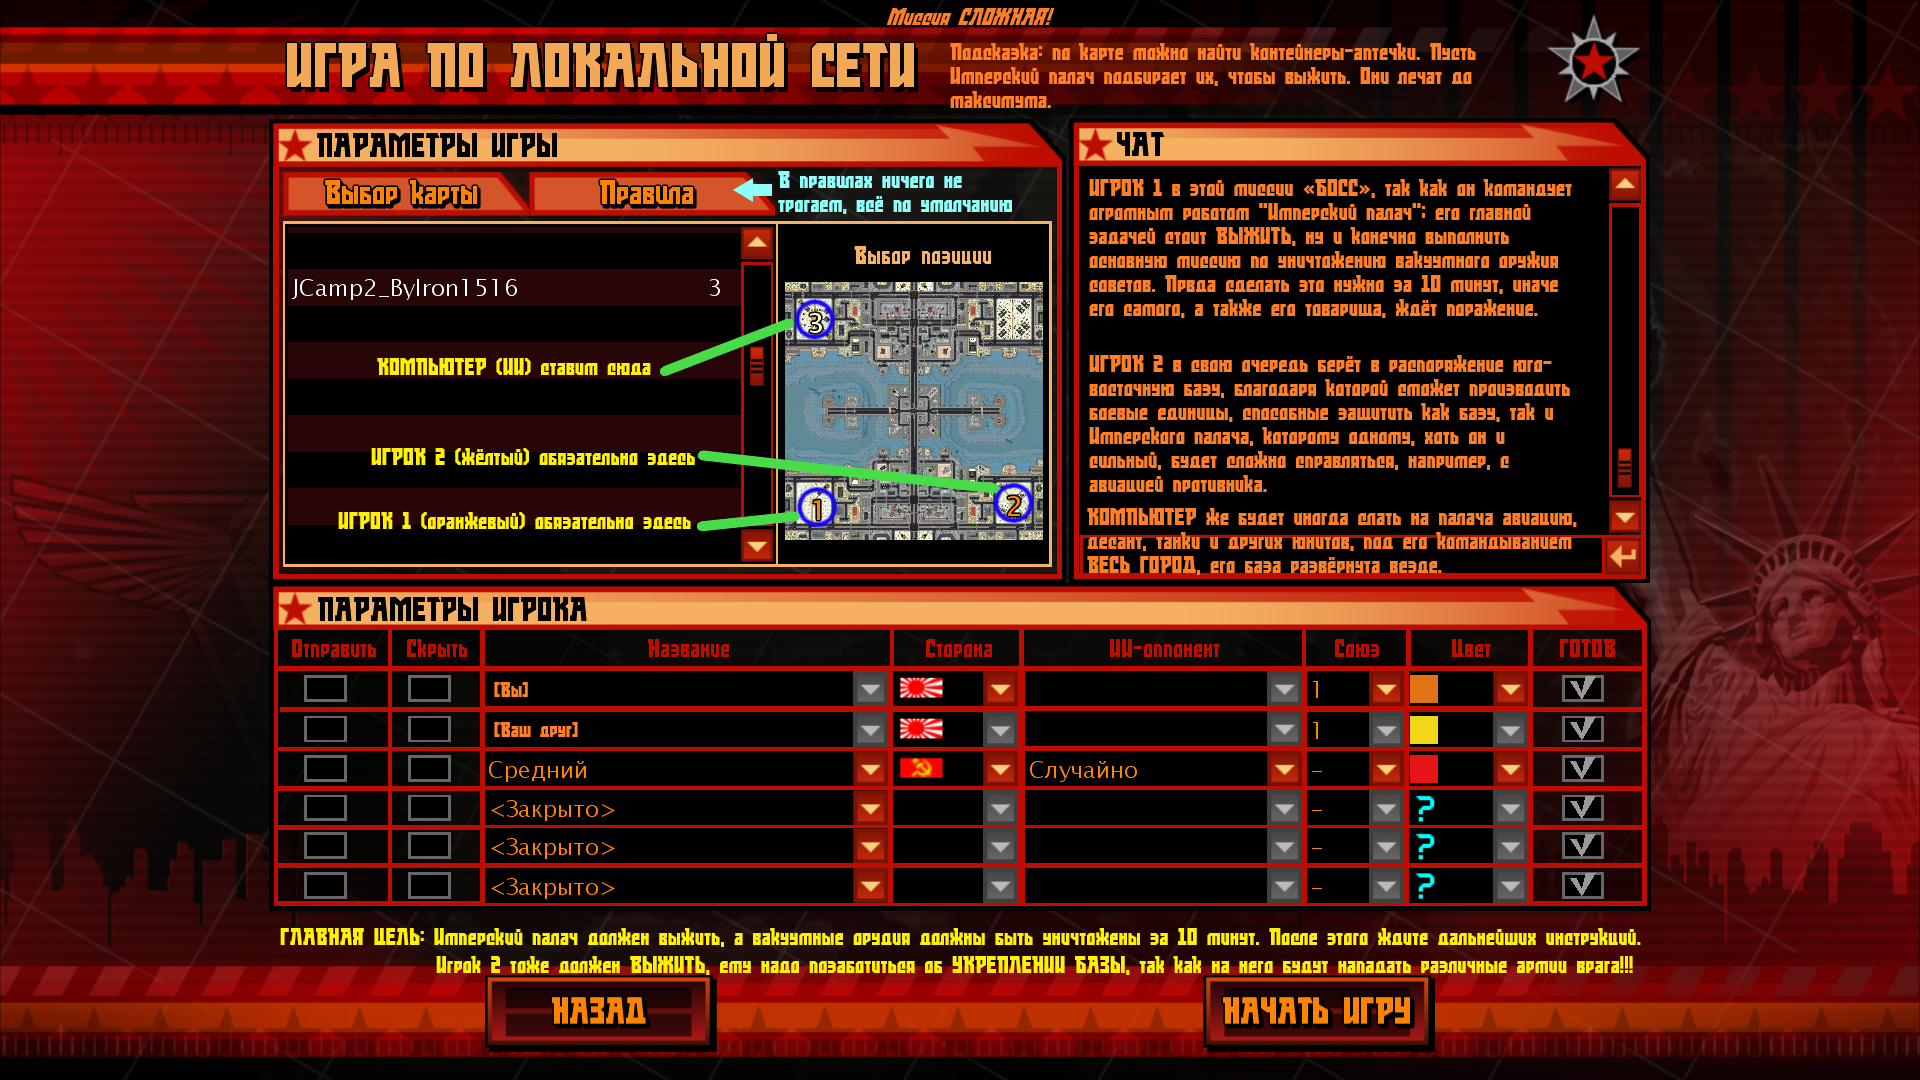 Миссия СЛОЖНАЯ!
ИГРА ПО ЛОКАЛЬНОЙ СЕТИ
Подсказка: по карте можно найти контейнеры-аптечки. Пусть
Имперский палач подбирает их, чтобы выжить. Они лечат до
максимума.
ПАРАМЕТРЫ ИГРЫ
Выбор карты
Правила
В правилах ничего не
трогаем, всё по умолчанию
JCamp2_ByIron1516 3
КОМПЬЮТЕР (ИИ) ставим сюда
ИГРОК 2 (жёлтый) обязательно здесь
ИГРОК 1 (оранжевый) обязательно здесь
Выбор позиции
3
1
2
ЧАТ
ИГРОК 1 в этой миссии «БОСС», так как он командует
огромным роботом "Имперский палач": его главной
задачей стоит ВЫЖИТЬ, ну и конечно выполнить
основную миссию по уничтожению вакуумного оружия
советов. Првда сделать это нужно за 10 минут, иначе
его самого, а также его товарища, ждёт поражение.
ИГРОК 2 в свою очередь берёт в распоряжение юго-
восточную базу, благодаря которой сможет производить
боевые единицы, способные защитить как базу, так и
Имперского палача, которому одному, хоть он и
сильный, будет сложно справляться, например, с
авиацией противника.
КОМПЬЮТЕР же будет иногда слать на палача авиацию,
десант, танки и других юнитов, под его командыванием
ВЕСЬ ГОРОД, его база развёрнута везде.
ПАРАМЕТРЫ ИГРОКА
Отправить Скрыть Название Сторона ИИ-оппонент Союз Цвет ГОТОВ
[Вы] 1
[Ваш друг] 1
Средний Случайно -
<Закрыто> - ?
<Закрыто> - ?
<Закрыто> - ?
ГЛАВНАЯ ЦЕЛЬ: Имперский палач должен выжить, а вакуумные орудия должны быть уничтожены за 10 минут. После этого ждите дальнейших инструкций.
Игрок 2 тоже должен ВЫЖИТЬ, ему надо позаботиться об УКРЕПЛЕНИИ БАЗЫ, так как на него будут нападать различные армии врага!!!
НАЗАД
НАЧАТЬ ИГРУ